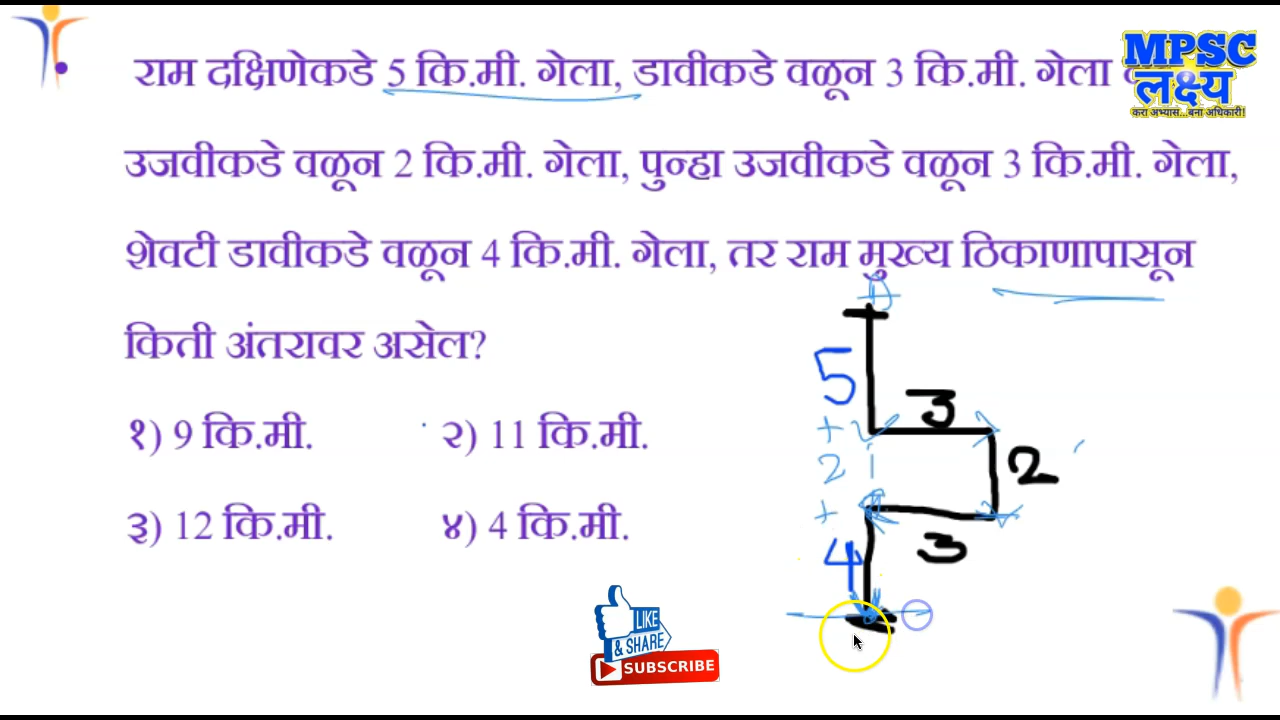 राम दक्षिणेकडे 5 कि.मी. गेला, डावीकडे वळून 3 कि.मी. गेला
उजवीकडे वळून 2 कि.मी. गेला, पुन्हा उजवीकडे वळून 3 कि.मी. गेला,
शेवटी डावीकडे वळून 4 कि.मी. गेला, तर राम मुख्य ठिकाणापासून
किती अंतरावर असेल?
१) 9 कि.मी. २) 11 कि.मी.
३) 12 कि.मी. ४) 4 कि.मी.
MPSC
लक्ष्य
करा अभ्यास...बना अधिकारी!
5
3
+
2
2
+
3
4
LIKE
& SHARE
SUBSCRIBE